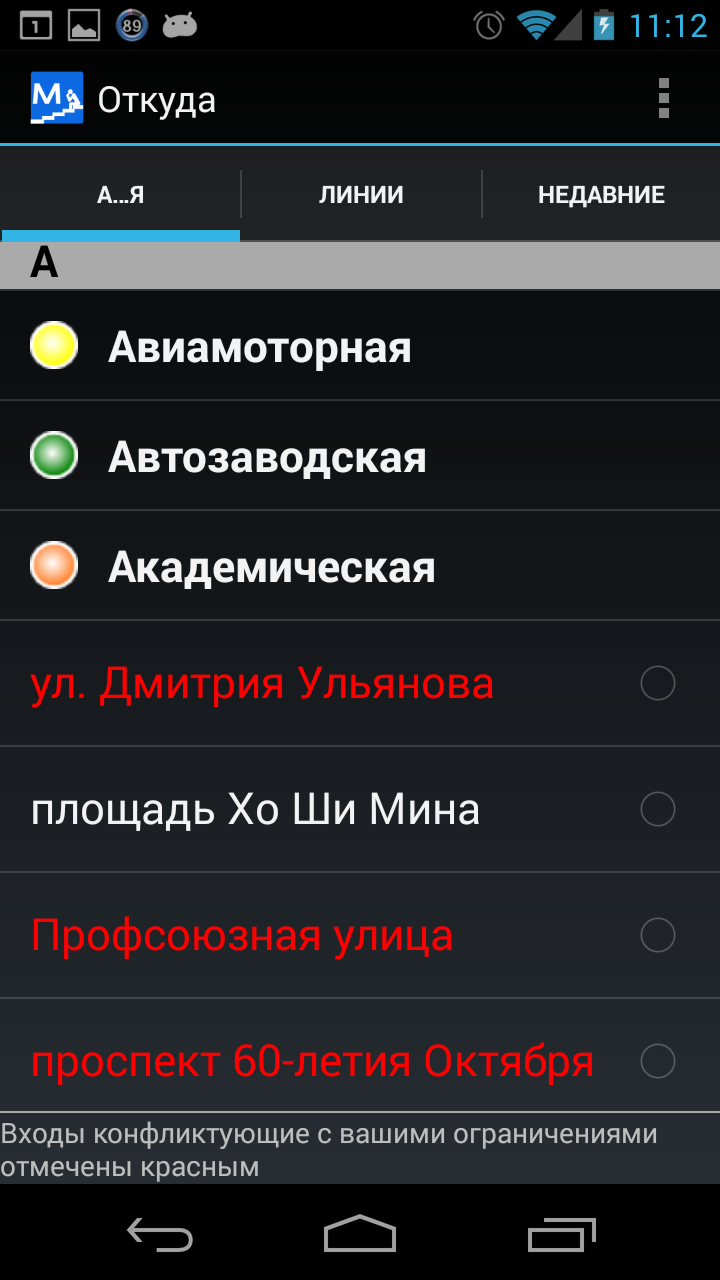 1
89
11:12
М
Откуда
А...Я
ЛИНИИ
НЕДАВНИЕ
А
Авиамоторная
Автозаводская
Академическая
ул. Дмитрия Ульянова
площадь Хо Ши Мина
Профсоюзная улица
проспект 60-летия Октября
Входы конфликтующие с вашими ограничениями
отмечены красным